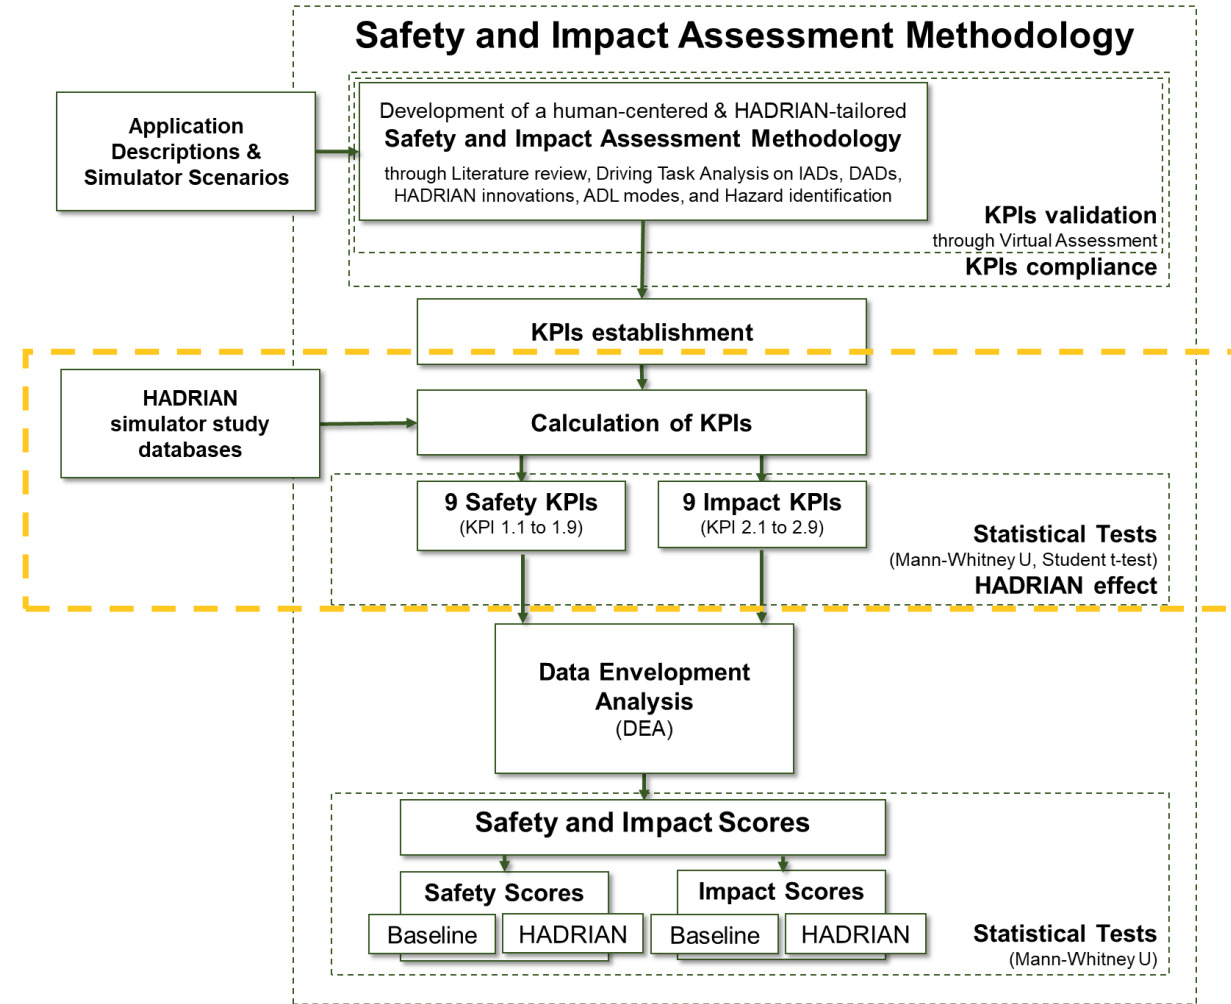 Safety and Impact Assessment Methodology
Application
Descriptions &
Simulator Scenarios
Development of a human-centered & HADRIAN-tailored
Safety and Impact Assessment Methodology
through Literature review, Driving Task Analysis on IADs, DADs,
HADRIAN innovations, ADL modes, and Hazard identification
KPIs validation
through Virtual Assessment
KPIs compliance
KPIs establishment
HADRIAN
simulator study
databases
Calculation of KPIs
9 Safety KPIs
(KPI 1.1 to 1.9)
9 Impact KPIs
(KPI 2.1 to 2.9)
Statistical Tests
(Mann-Whitney U, Student t-test)
HADRIAN effect
Data Envelopment
Analysis
(DEA)
Safety and Impact Scores
Safety Scores
Baseline
HADRIAN
Impact Scores
Baseline
HADRIAN
Statistical Tests
(Mann-Whitney U)